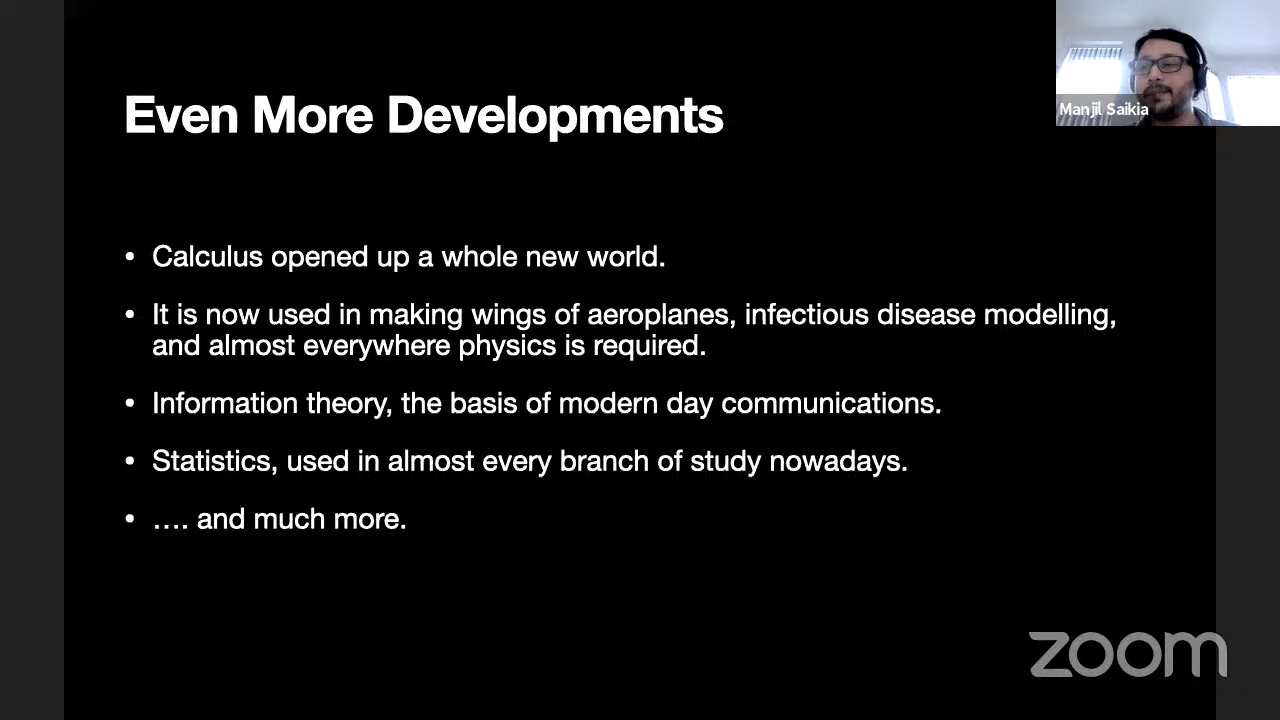 Even More Developments
Manjil Saikia
• Calculus opened up a whole new world.
• It is now used in making wings of aeroplanes, infectious disease modelling,
and almost everywhere physics is required.
• Information theory, the basis of modern day communications.
• Statistics, used in almost every branch of study nowadays.
• …. and much more.
zoom